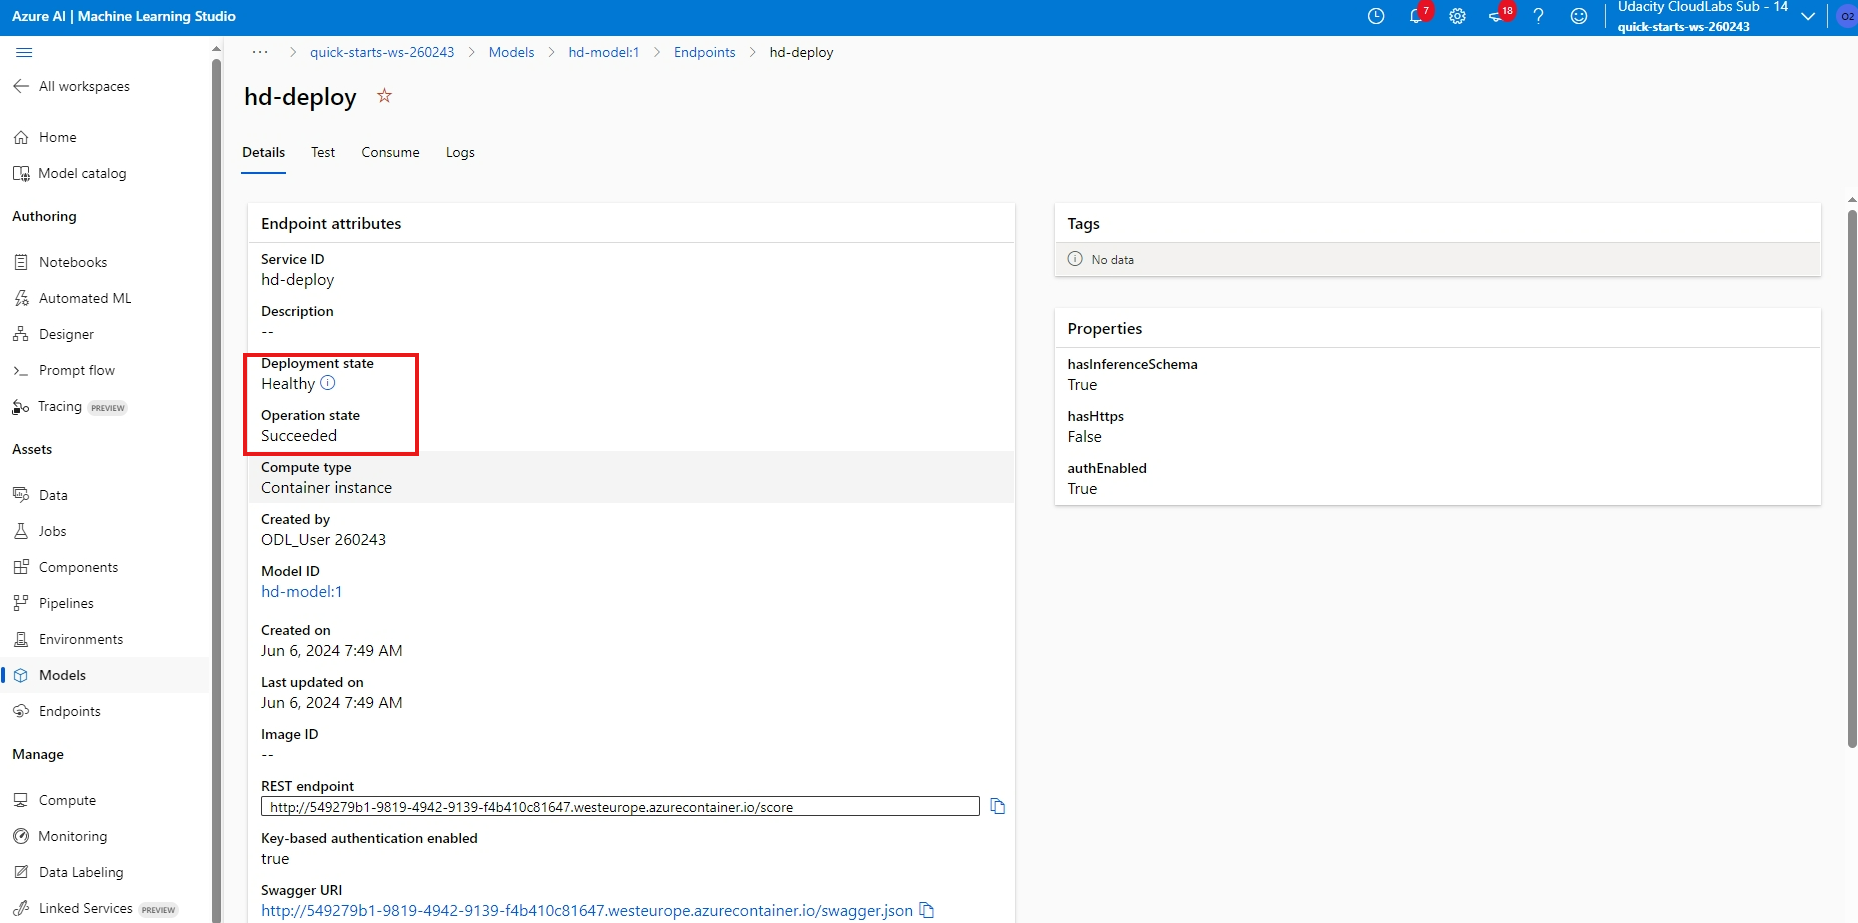 Azure AI | Machine Learning Studio
7
18
?
Udacity CloudLabs Sub - 14
quick-starts-ws-260243
O2
All workspaces
Home
Model catalog
Authoring
Notebooks
Automated ML
Designer
Prompt flow
Tracing PREVIEW
Assets
Data
Jobs
Components
Pipelines
Environments
Models
Endpoints
Manage
Compute
Monitoring
Data Labeling
Linked Services PREVIEW
··· > quick-starts-ws-260243 > Models > hd-model:1 > Endpoints > hd-deploy
hd-deploy
Details Test Consume Logs
Endpoint attributes
Service ID
hd-deploy
Description
--
Deployment state
Healthy
Operation state
Succeeded
Compute type
Container instance
Created by
ODL_User 260243
Model ID
hd-model:1
Created on
Jun 6, 2024 7:49 AM
Last updated on
Jun 6, 2024 7:49 AM
Image ID
--
REST endpoint
http://549279b1-9819-4942-9139-f4b410c81647.westeurope.azurecontainer.io/score
Key-based authentication enabled
true
Swagger URI
http://549279b1-9819-4942-9139-f4b410c81647.westeurope.azurecontainer.io/swagger.json
Tags
No data
Properties
hasInferenceSchema
True
hasHttps
False
authEnabled
True